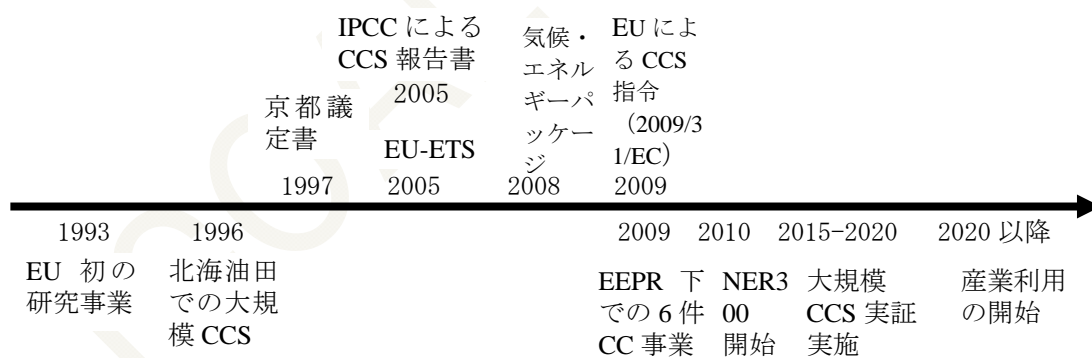 IPCC による
CCS 報告書
2005
EU-ETS
京都議
定書
気候・
エネル
ギーパ
ッケー
ジ
EU によ
る CCS
指令
（2009/3
1/EC）
1997
2005
2008
2009
1993
1996
2009
2010
2015-2020
2020 以降
EU 初の
研究事業
北海油田
での大規
模 CCS
EEPR 下
での 6 件
CC 事業
NER3
00
開始
大規模
CCS 実証
実施
産業利用
の開始